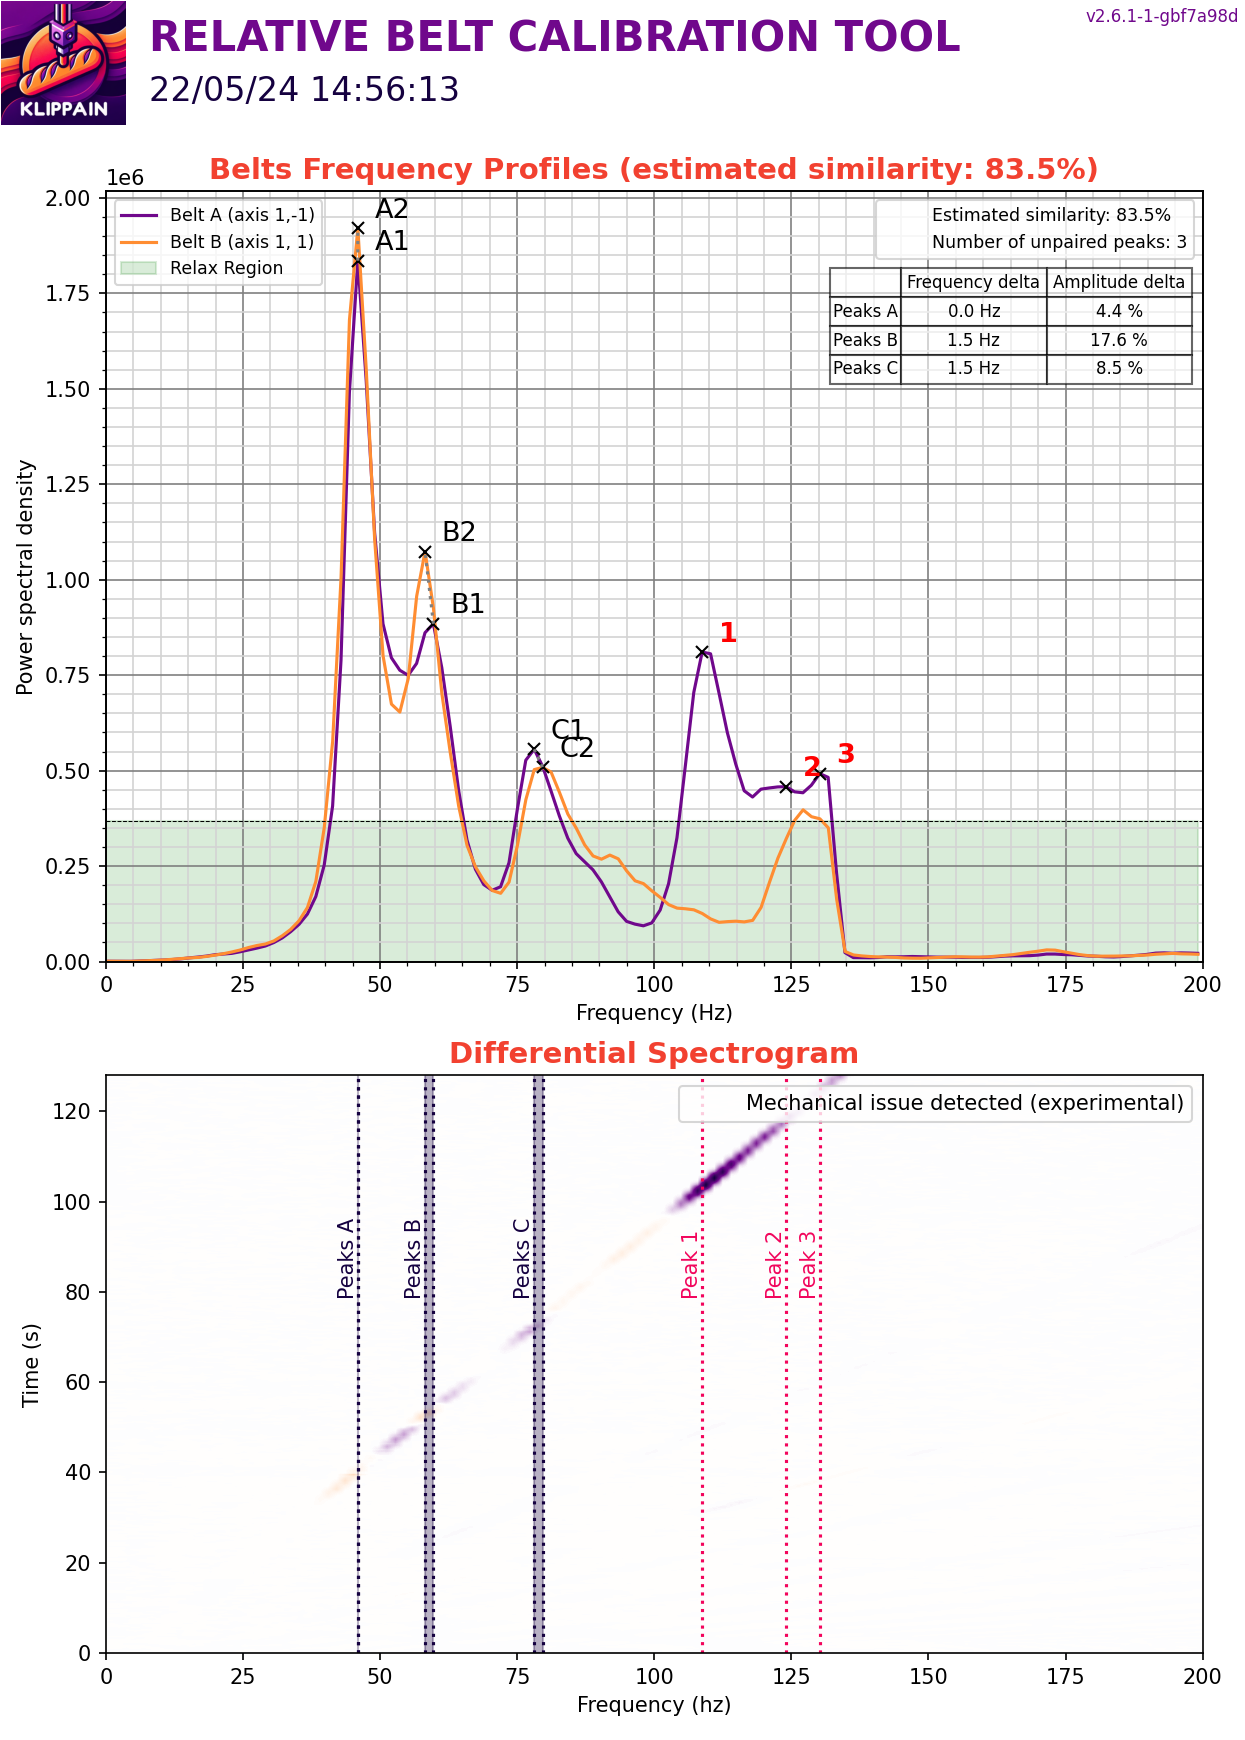 KLIPPAIN
RELATIVE BELT CALIBRATION TOOL
22/05/24 14:56:13
v2.6.1-1-gbf7a98d
Belts Frequency Profiles (estimated similarity: 83.5%)
1e6
Belt A (axis 1,-1)
Belt B (axis 1, 1)
Relax Region
Estimated similarity: 83.5%
Number of unpaired peaks: 3
Frequency delta Amplitude delta
Peaks A 0.0 Hz 4.4 %
Peaks B 1.5 Hz 17.6 %
Peaks C 1.5 Hz 8.5 %
A2
A1
B2
B1
1
C1
C2
2
3
Power spectral density
2.00
1.75
1.50
1.25
1.00
0.75
0.50
0.25
0.00
0 25 50 75 100 125 150 175 200
Frequency (Hz)
Differential Spectrogram
Mechanical issue detected (experimental)
Peaks A
Peaks B
Peaks C
Peak 1
Peak 2
Peak 3
Time (s)
120
100
80
60
40
20
0
0 25 50 75 100 125 150 175 200
Frequency (hz)